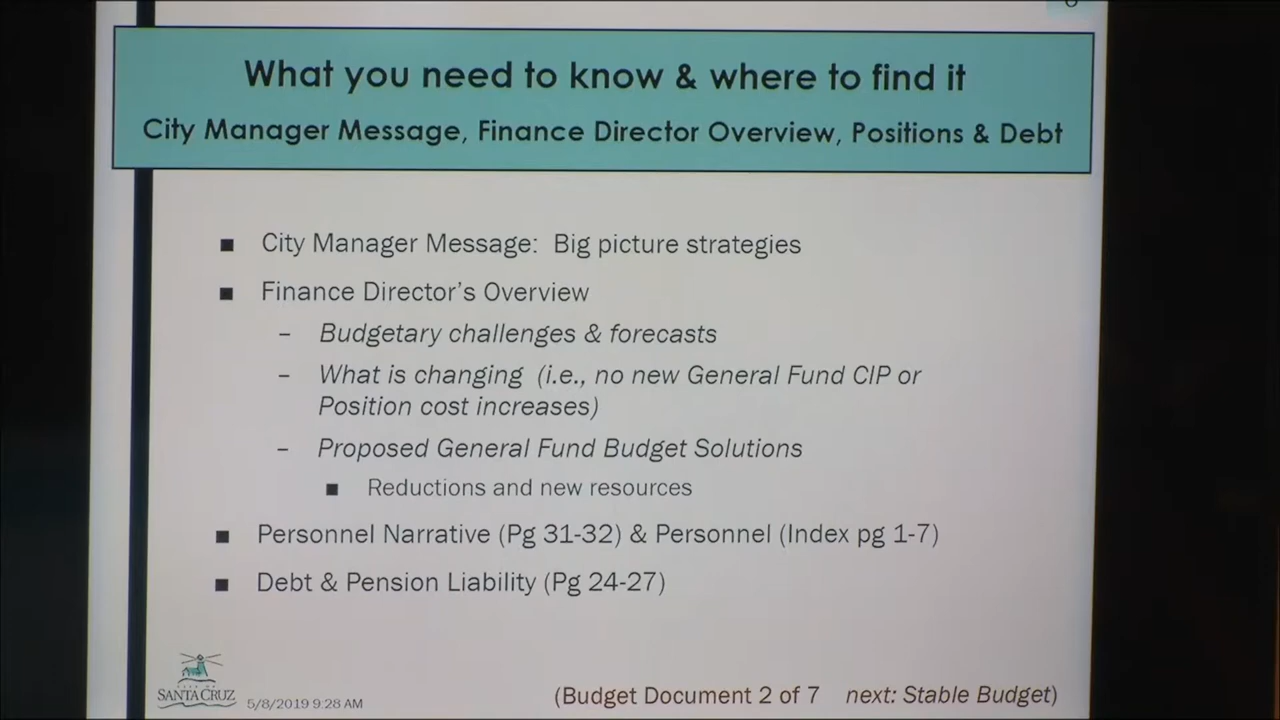 What you need to know & where to find it
City Manager Message, Finance Director Overview, Positions & Debt
■ City Manager Message: Big picture strategies
■ Finance Director's Overview
– Budgetary challenges & forecasts
– What is changing (i.e., no new General Fund CIP or
Position cost increases)
– Proposed General Fund Budget Solutions
■ Reductions and new resources
■ Personnel Narrative (Pg 31-32) & Personnel (Index pg 1-7)
■ Debt & Pension Liability (Pg 24-27)
CITY OF
SANTA CRUZ
5/8/2019 9:28 AM
(Budget Document 2 of 7 next: Stable Budget)